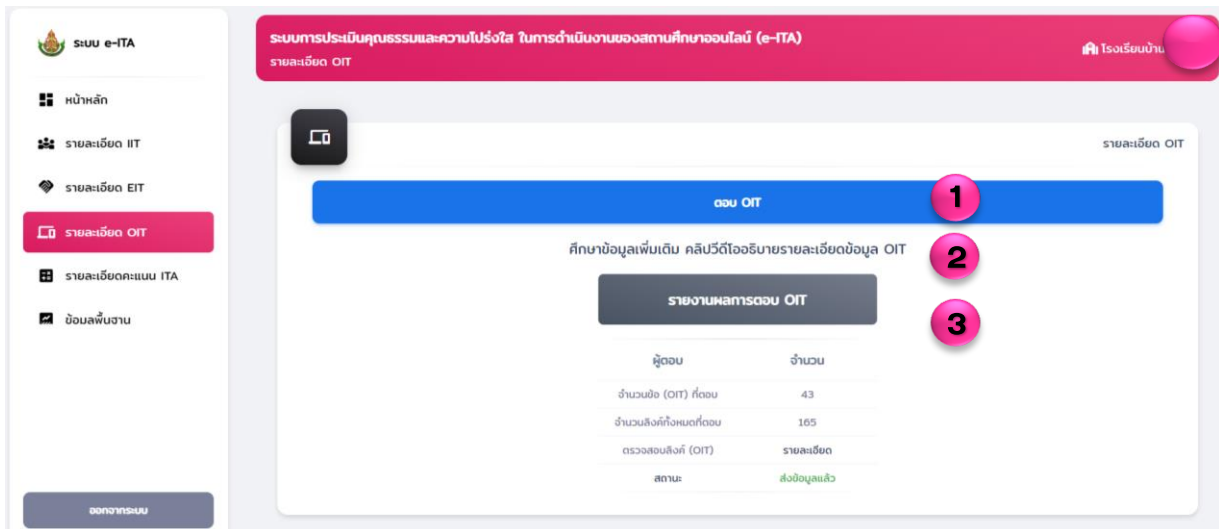 ระบบ e-ITA
หน้าหลัก
รายละเอียด IIT
รายละเอียด EIT
รายละเอียด OIT
รายละเอียดคะแนน ITA
ข้อมูลพื้นฐาน
ออกจากระบบ
ระบบการประเมินคุณธรรมและความโปร่งใส ในการดำเนินงานของสถานศึกษาออนไลน์ (e-ITA)
รายละเอียด OIT
โรงเรียนบ้าน
รายละเอียด OIT
ตอบ OIT
1
ศึกษาข้อมูลเพิ่มเติม คลิปวีดีโออธิบายรายละเอียดข้อมูล OIT
2
รายงานผลการตอบ OIT
3
ผู้ตอบ จำนวน
จำนวนข้อ (OIT) ที่ตอบ 43
จำนวนลิงค์ทั้งหมดที่ตอบ 165
ตรวจสอบลิงค์ (OIT) รายละเอียด
สถานะ ส่งข้อมูลแล้ว